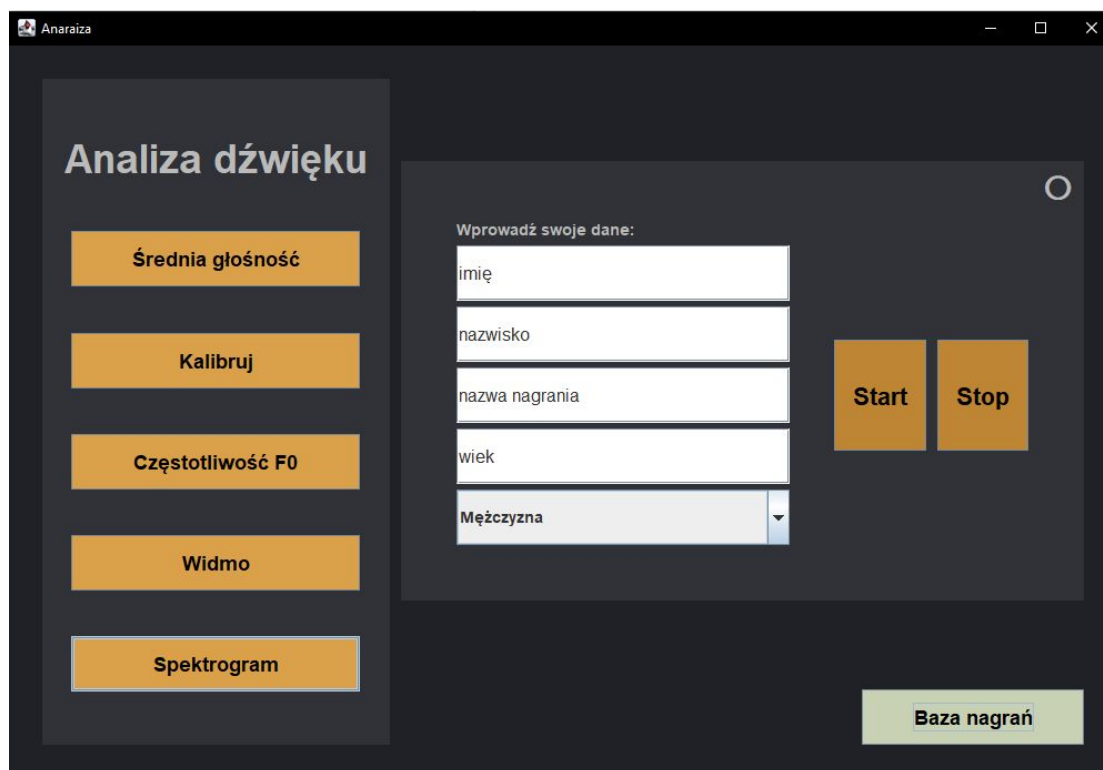 Anaraiza
Analiza dźwięku
Średnia głośność
Kalibruj
Częstotliwość F0
Widmo
Spektrogram
Wprowadź swoje dane:
imię
nazwisko
nazwa nagrania
wiek
Mężczyzna
Start
Stop
Baza nagrań